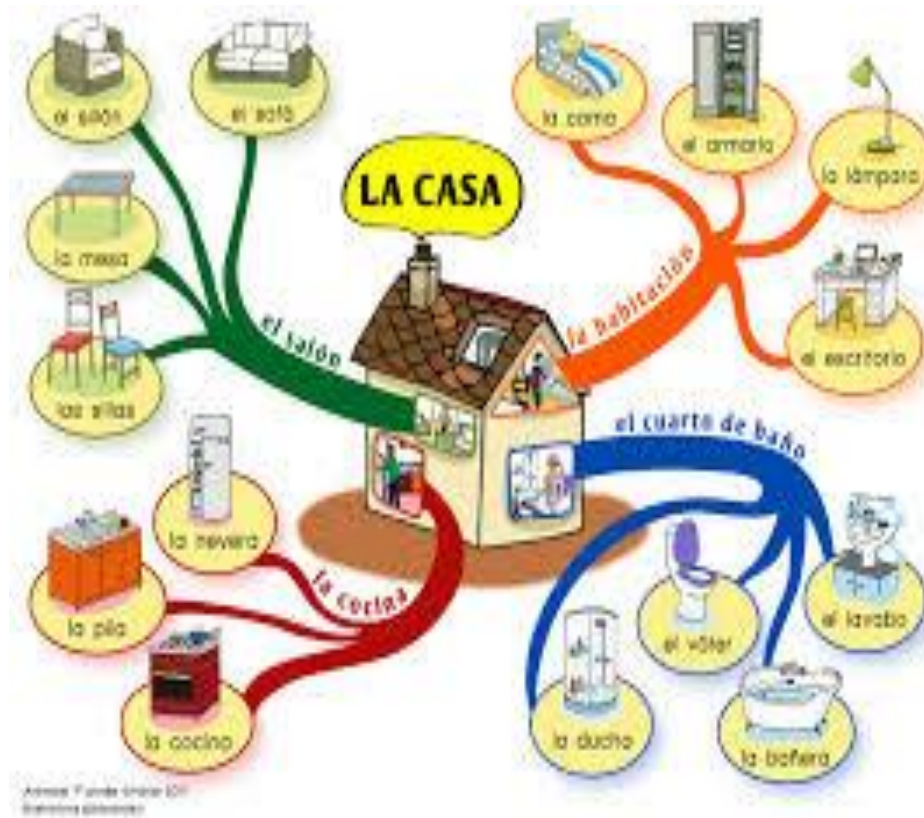 LA CASA
el salón
el sillón
el sofá
la mesa
las sillas
la habitación
la cama
el armario
la lámpara
el escritorio
el cuarto de baño
el lavabo
el váter
la bañera
la ducha
la cocina
la nevera
la pila
la cocina